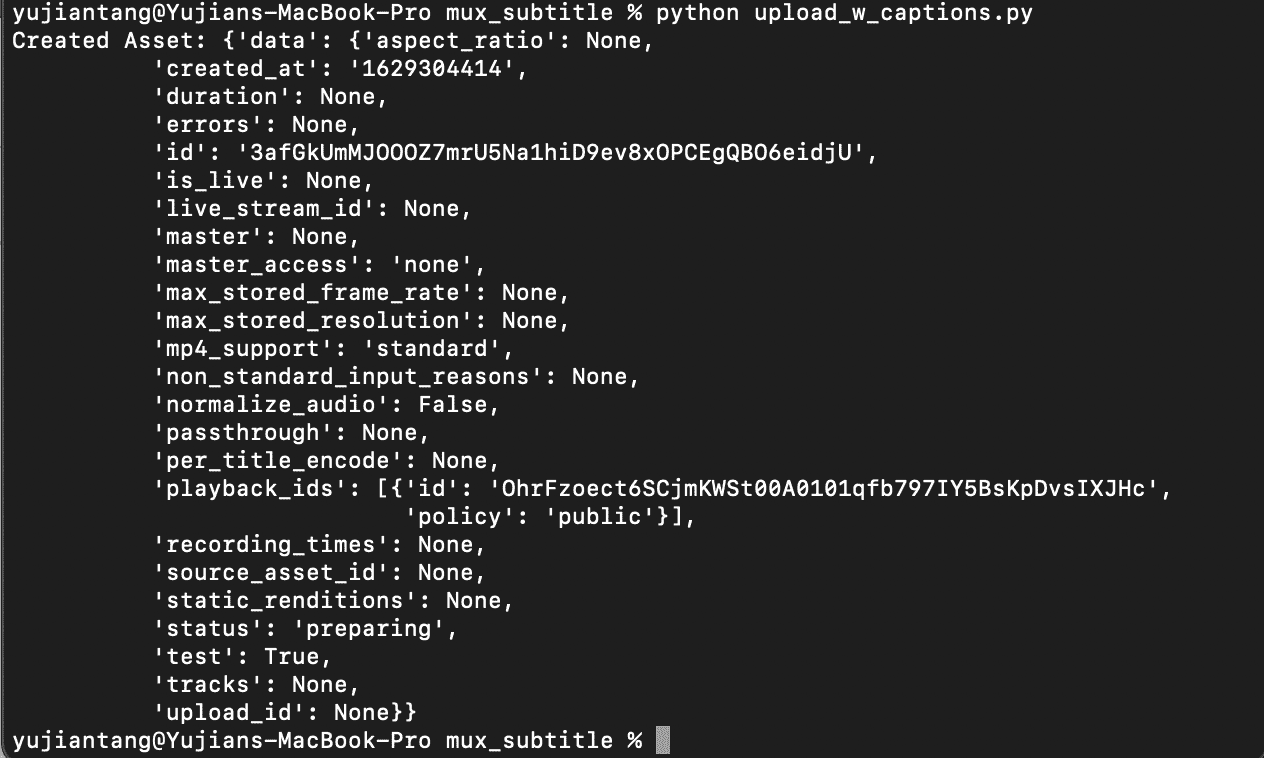 yujiantang@Yujians-MacBook-Pro mux_subtitle % python upload_w_captions.py
Created Asset: {'data': {'aspect_ratio': None,
'created_at': '1629304414',
'duration': None,
'errors': None,
'id': '3afGkUmMJOOOZ7mrU5Na1hiD9ev8xOPCEgQBO6eidjU',
'is_live': None,
'live_stream_id': None,
'master': None,
'master_access': 'none',
'max_stored_frame_rate': None,
'max_stored_resolution': None,
'mp4_support': 'standard',
'non_standard_input_reasons': None,
'normalize_audio': False,
'passthrough': None,
'per_title_encode': None,
'playback_ids': [{'id': 'OhrFzoect6SCjmKWSt00A0101qfb797IY5BsKpDvsIXJHc',
'policy': 'public'}],
'recording_times': None,
'source_asset_id': None,
'static_renditions': None,
'status': 'preparing',
'test': True,
'tracks': None,
'upload_id': None}}
yujiantang@Yujians-MacBook-Pro mux_subtitle %